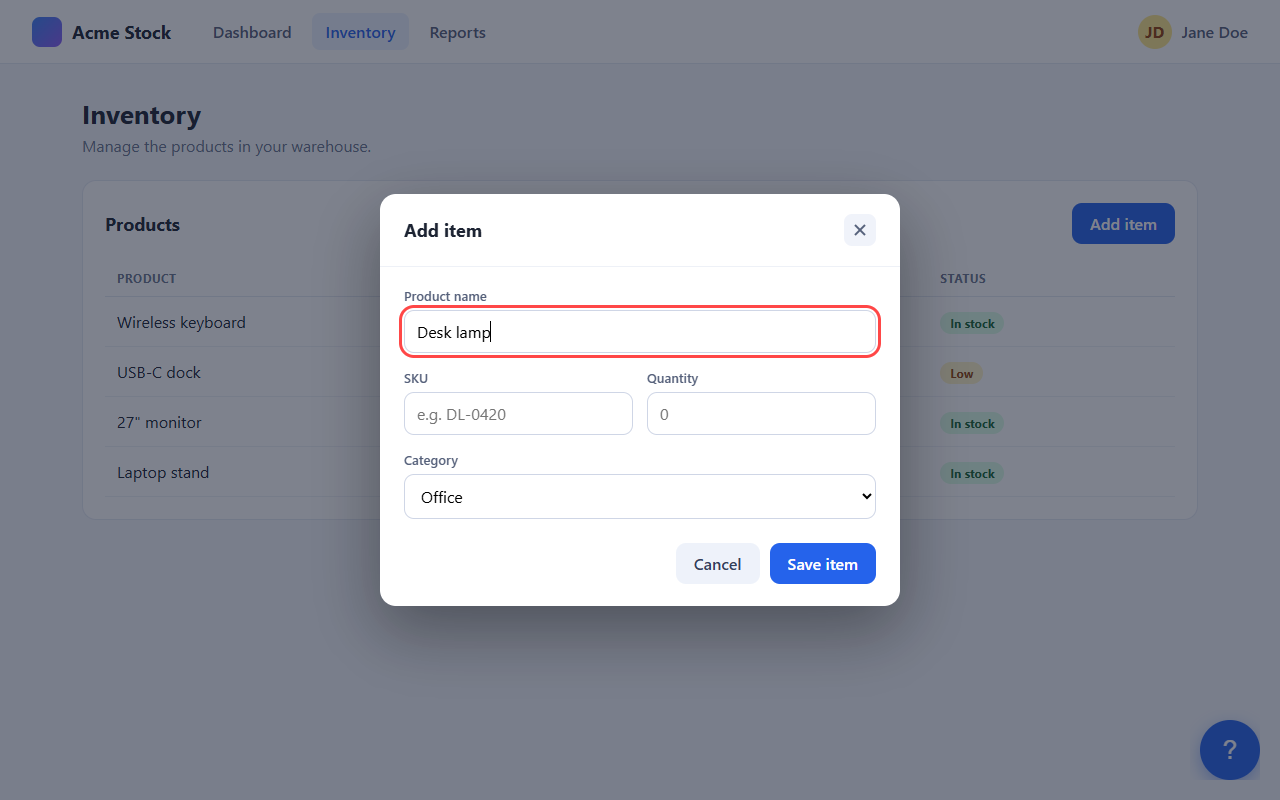 Acme Stock Dashboard Inventory Reports JD Jane Doe
Inventory
Manage the products in your warehouse.
Products Add item
PRODUCT STATUS
Wireless keyboard In stock
USB-C dock Low
27" monitor In stock
Laptop stand In stock
Add item ✕
Product name
Desk lamp
SKU Quantity
e.g. DL-0420 0
Category
Office
Cancel Save item
?